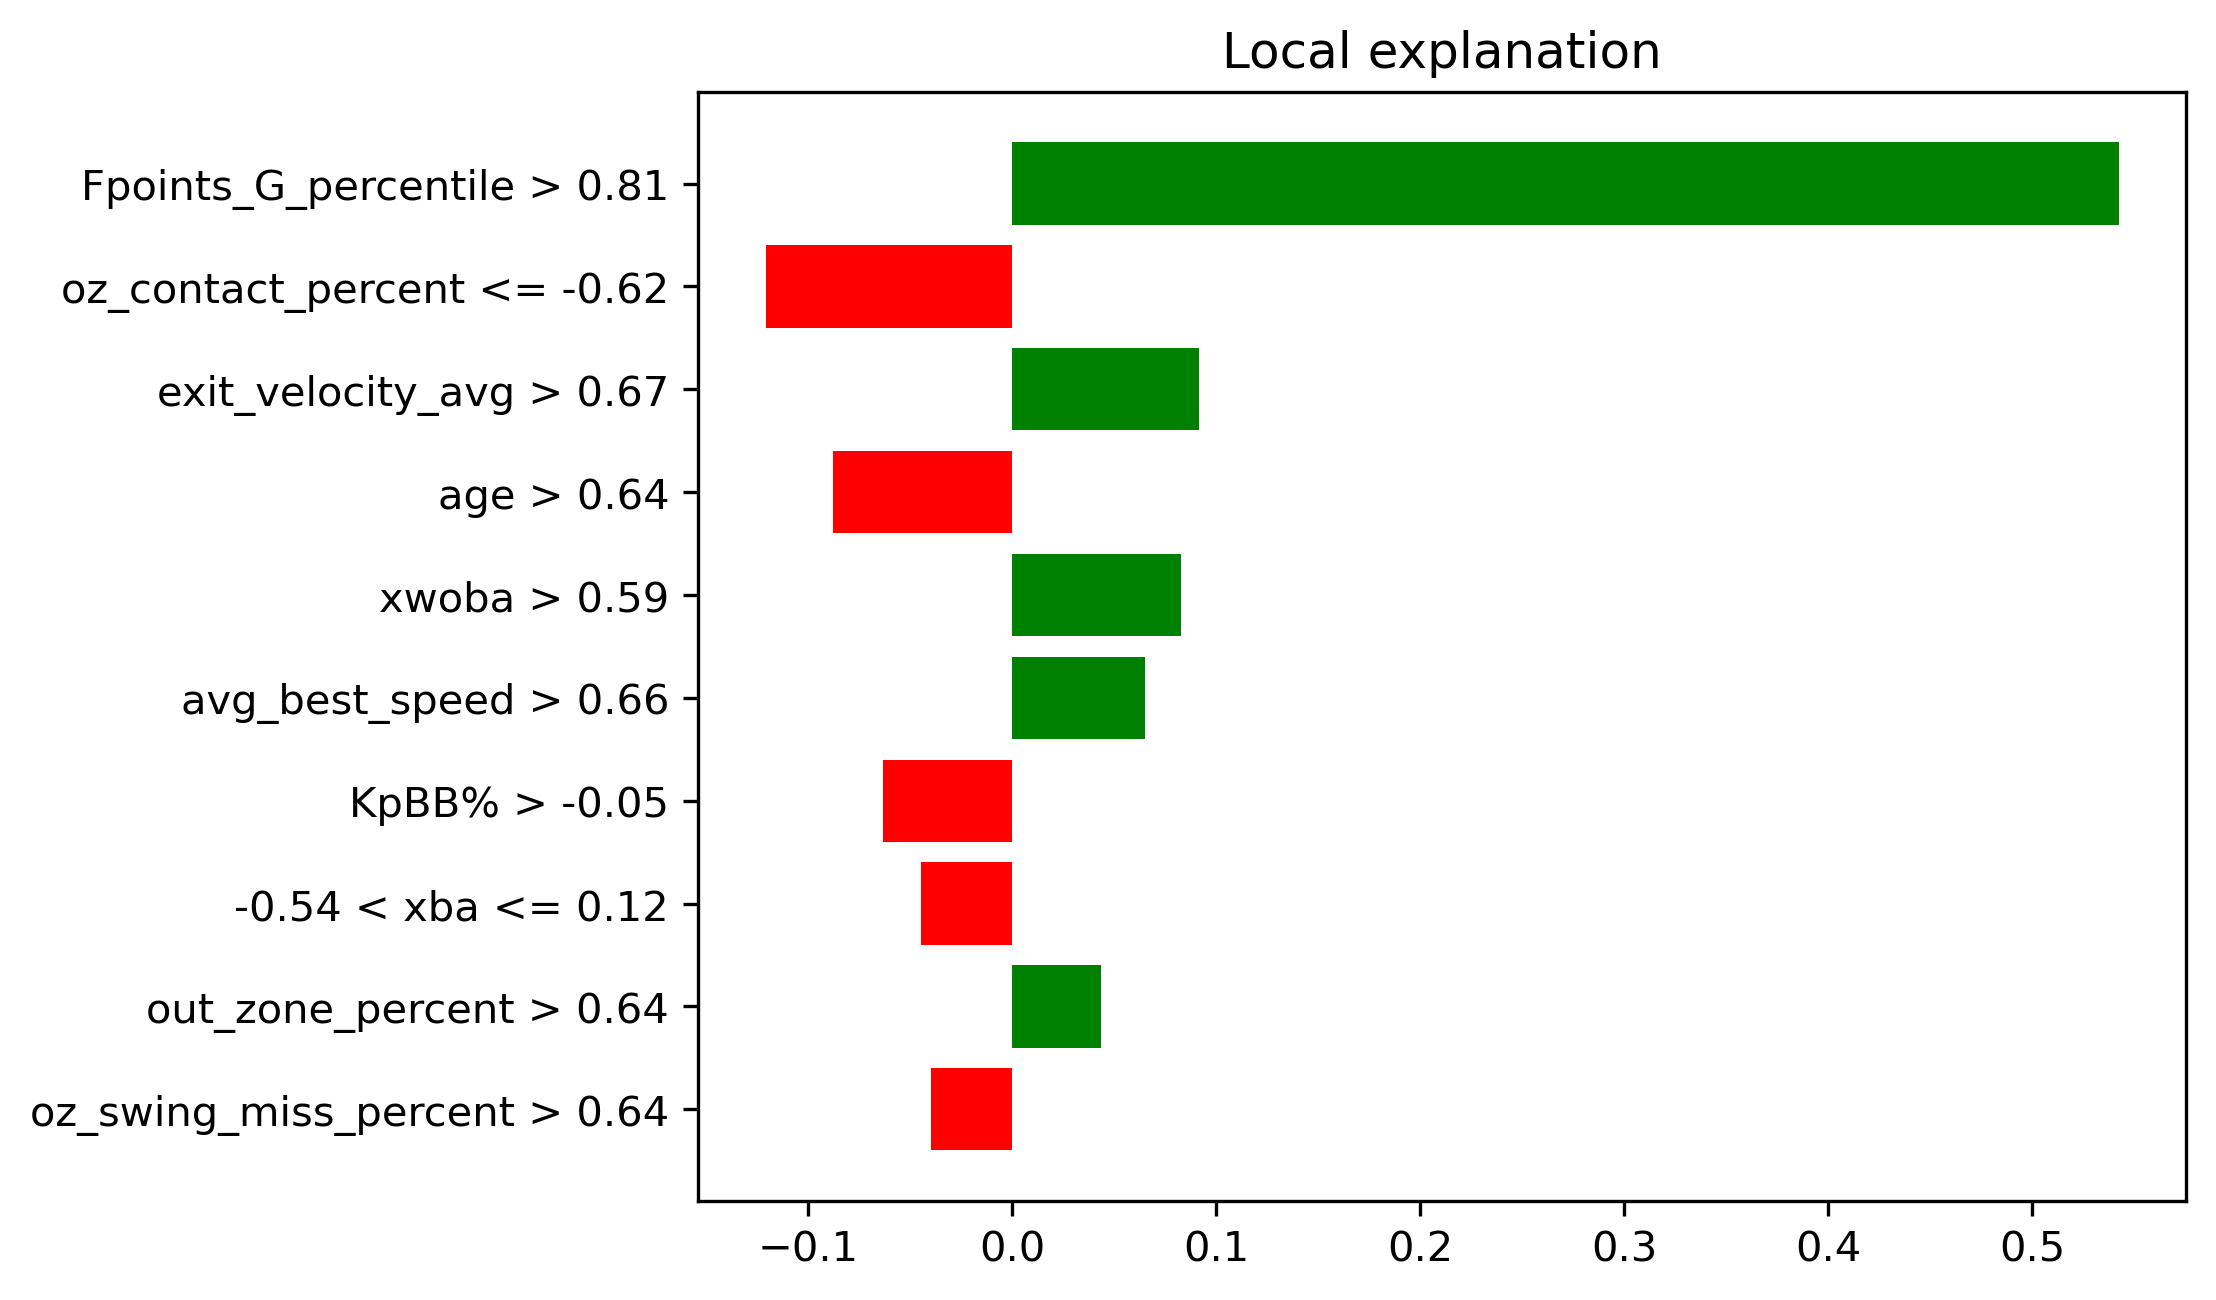 Local explanation
Fpoints_G_percentile > 0.81
oz_contact_percent <= -0.62
exit_velocity_avg > 0.67
age > 0.64
xwoba > 0.59
avg_best_speed > 0.66
KpBB% > -0.05
-0.54 < xba <= 0.12
out_zone_percent > 0.64
oz_swing_miss_percent > 0.64
−0.1 0.0 0.1 0.2 0.3 0.4 0.5